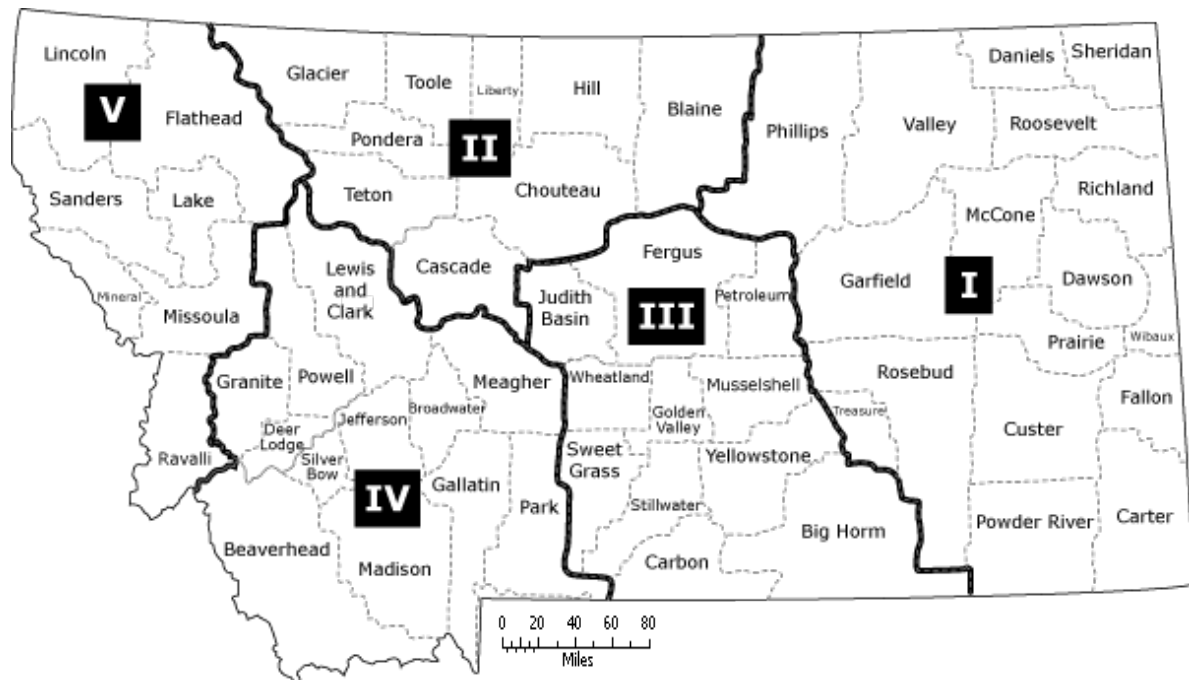 Lincoln
Glacier
Toole
Liberty
Hill
Blaine
Daniels
Sheridan
V
Flathead
Pondera
II
Phillips
Valley
Roosevelt
Sanders
Lake
Teton
Chouteau
Richland
McCone
Mineral
Missoula
Lewis
and
Clark
Cascade
Fergus
Judith
Basin
III
Petroleum
Garfield
I
Dawson
Prairie
Wibaux
Granite
Powell
Meagher
Wheatland
Musselshell
Rosebud
Fallon
Jefferson
Broadwater
Golden
Valley
Treasure
Custer
Deer
Lodge
Ravalli
Silver
Bow
Sweet
Grass
Yellowstone
IV
Gallatin
Park
Stillwater
Big Horm
Powder River
Carter
Beaverhead
Madison
Carbon
0 20 40 60 80
Miles